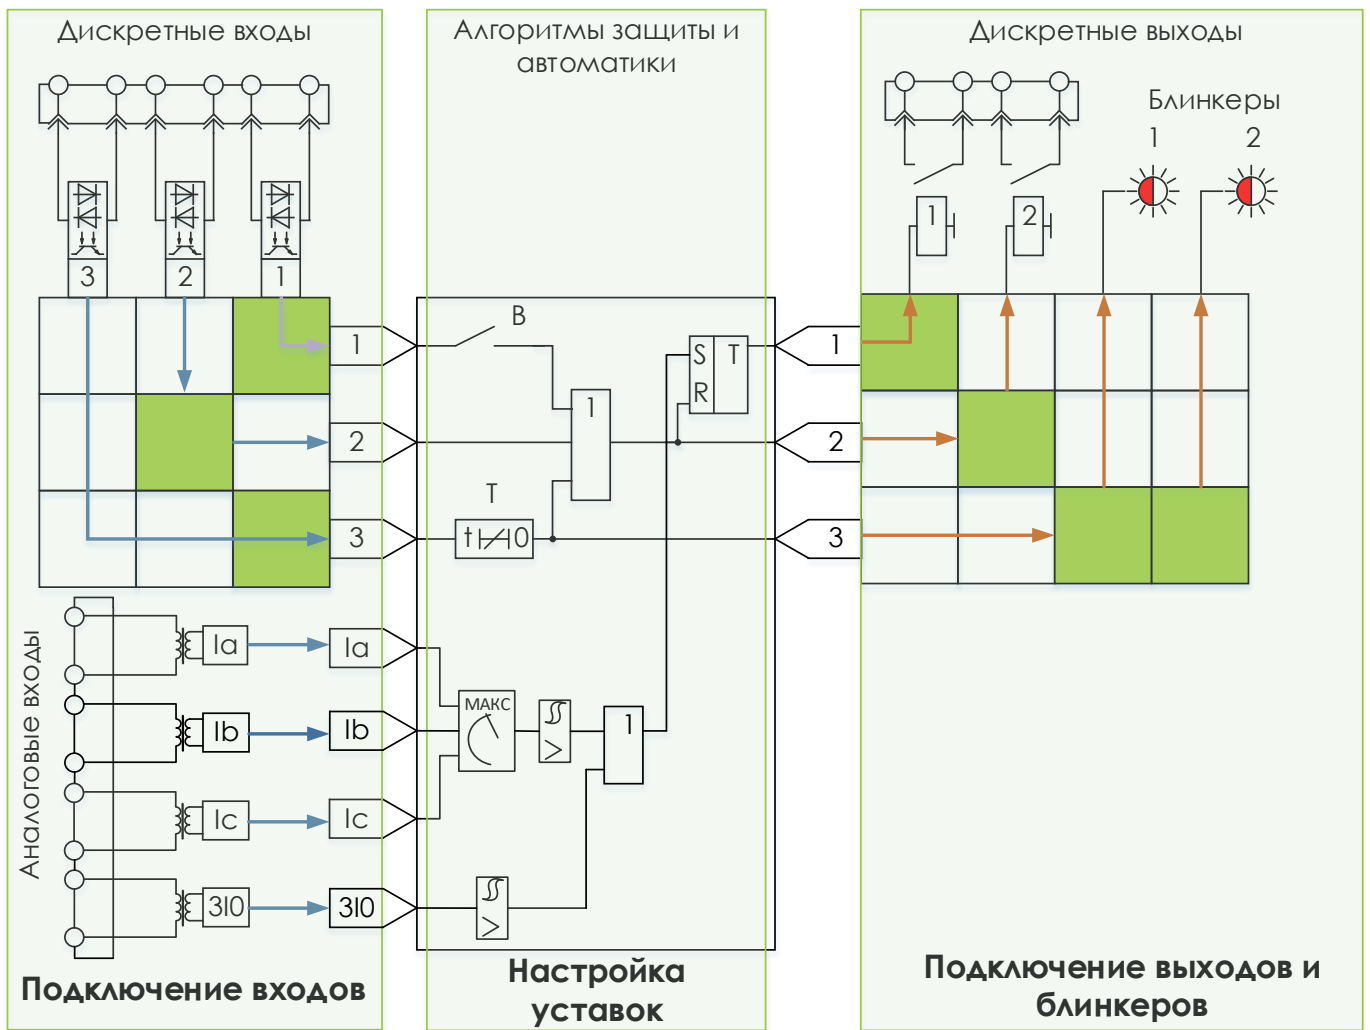 Дискретные входы
Алгоритмы защиты и
автоматики
Дискретные выходы
Блинкеры
1 2
1 2
3 2 1
1
2
3
B
1
S T
R
T
t 0
1
2
3
Аналоговые входы
Ia Ia
Ib Ib
Ic Ic
3I0 3I0
МАКС
>
1
>
Подключение входов
Настройка
уставок
Подключение выходов и
блинкеров